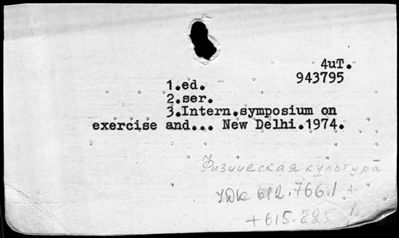 4uT.
943795
1.ed.
2.ser.
3.Intern.symposium on
exercise and... New Delhi.1974.
Физическая культура
УДК 612.766.1 +
+615.825